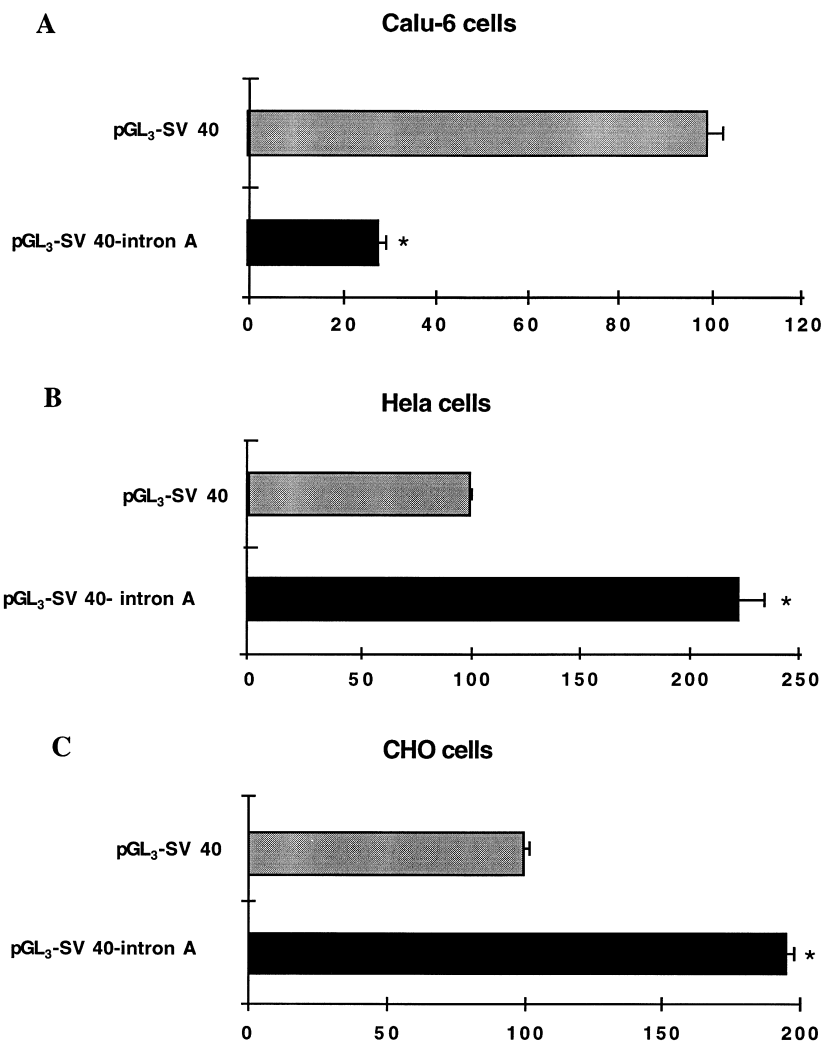 A
Calu-6 cells
pGL₃-SV 40
pGL₃-SV 40-intron A
*
0 20 40 60 80 100 120
B
Hela cells
pGL₃-SV 40
pGL₃-SV 40- intron A
*
0 50 100 150 200 250
C
CHO cells
pGL₃-SV 40
pGL₃-SV 40-intron A
*
0 50 100 150 200